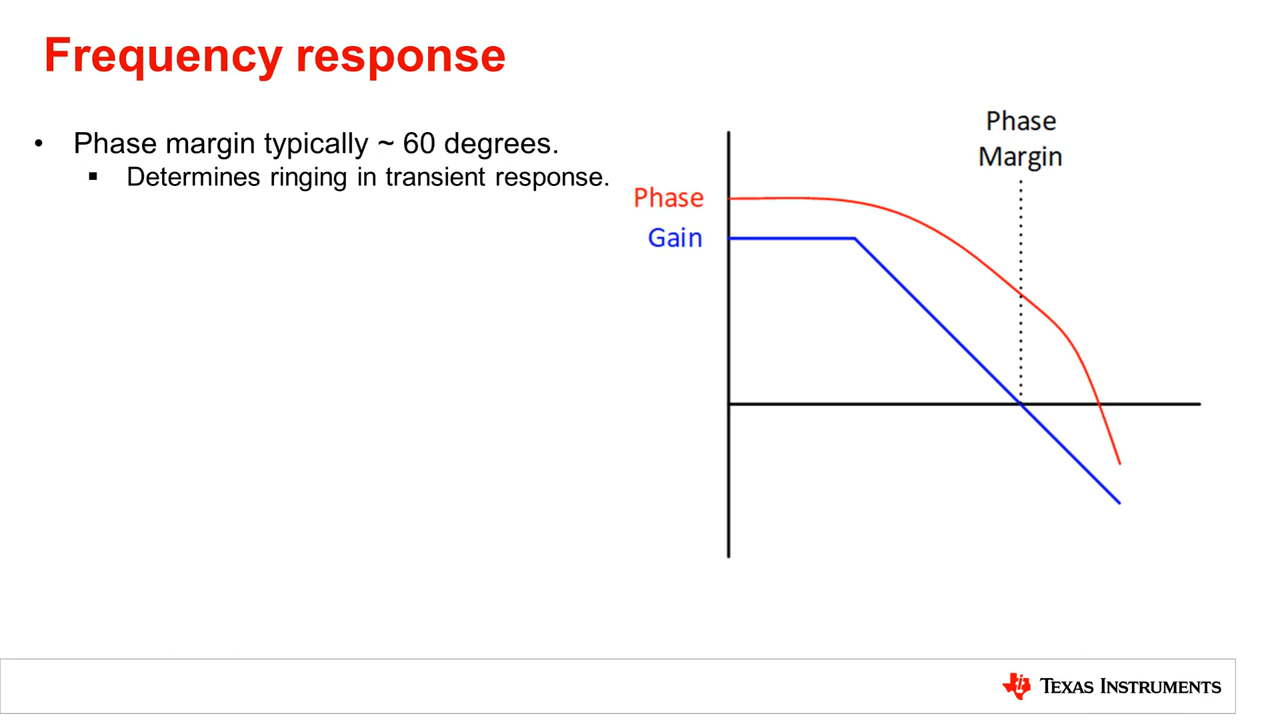 Frequency response
• Phase margin typically ~ 60 degrees.
▪ Determines ringing in transient response.
Phase
Margin
Phase
Gain
TEXAS INSTRUMENTS